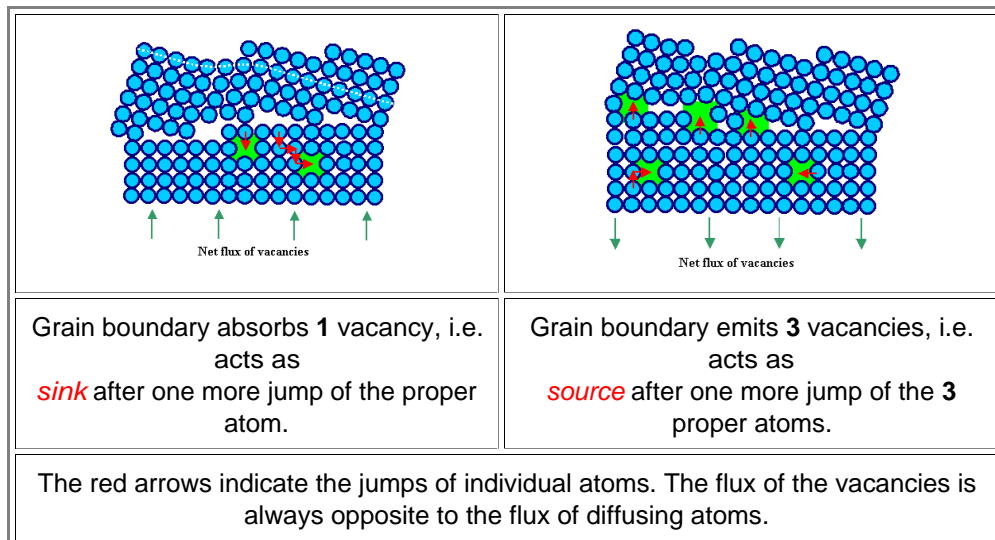 Net flux of vacancies
Net flux of vacancies
Grain boundary absorbs 1 vacancy, i.e.
acts as
sink after one more jump of the proper
atom.
Grain boundary emits 3 vacancies, i.e.
acts as
source after one more jump of the 3
proper atoms.
The red arrows indicate the jumps of individual atoms. The flux of the vacancies is
always opposite to the flux of diffusing atoms.